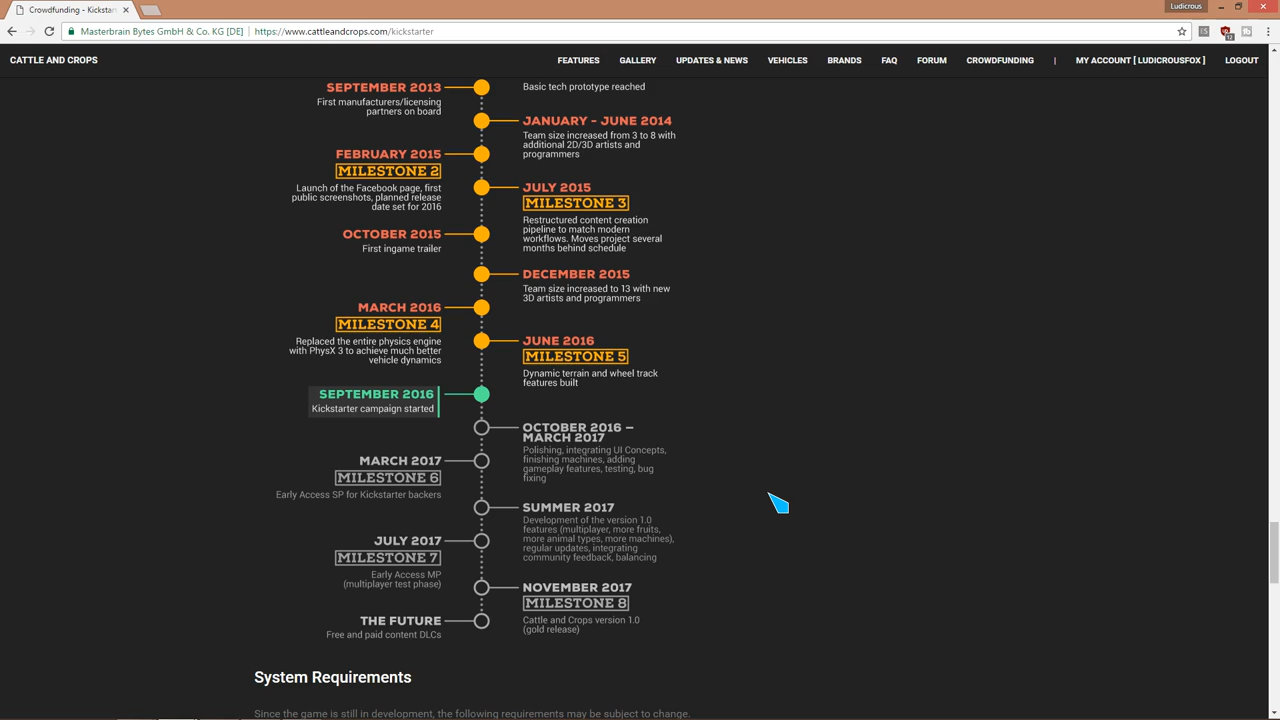 Crowdfunding - Kickstar
Ludicrous
Masterbrain Bytes GmbH & Co. KG [DE]
https://www.cattleandcrops.com/kickstarter
CATTLE AND CROPS
FEATURES
GALLERY
UPDATES & NEWS
VEHICLES
BRANDS
FAQ
FORUM
CROWDFUNDING
|
MY ACCOUNT [ LUDICROUSFOX ]
LOGOUT
SEPTEMBER 2013
First manufacturers/licensing
partners on board
Basic tech prototype reached
JANUARY - JUNE 2014
Team size increased from 3 to 8 with
additional 2D/3D artists and
programmers
FEBRUARY 2015
MILESTONE 2
Launch of the Facebook page, first
public screenshots, planned release
date set for 2016
JULY 2015
MILESTONE 3
Restructured content creation
pipeline to match modern
workflows. Moves project several
months behind schedule
OCTOBER 2015
First ingame trailer
DECEMBER 2015
Team size increased to 13 with new
3D artists and programmers
MARCH 2016
MILESTONE 4
Replaced the entire physics engine
with PhysX 3 to achieve much better
vehicle dynamics
JUNE 2016
MILESTONE 5
Dynamic terrain and wheel track
features built
SEPTEMBER 2016
Kickstarter campaign started
OCTOBER 2016 –
MARCH 2017
Polishing, integrating UI Concepts,
finishing machines, adding
gameplay features, testing, bug
fixing
MARCH 2017
MILESTONE 6
Early Access SP for Kickstarter backers
SUMMER 2017
Development of the version 1.0
features (multiplayer, more fruits,
more animal types, more machines),
regular updates, integrating
community feedback, balancing
JULY 2017
MILESTONE 7
Early Access MP
(multiplayer test phase)
NOVEMBER 2017
MILESTONE 8
Cattle and Crops version 1.0
(gold release)
THE FUTURE
Free and paid content DLCs
System Requirements
Since the game is still in development, the following requirements may be subject to change.